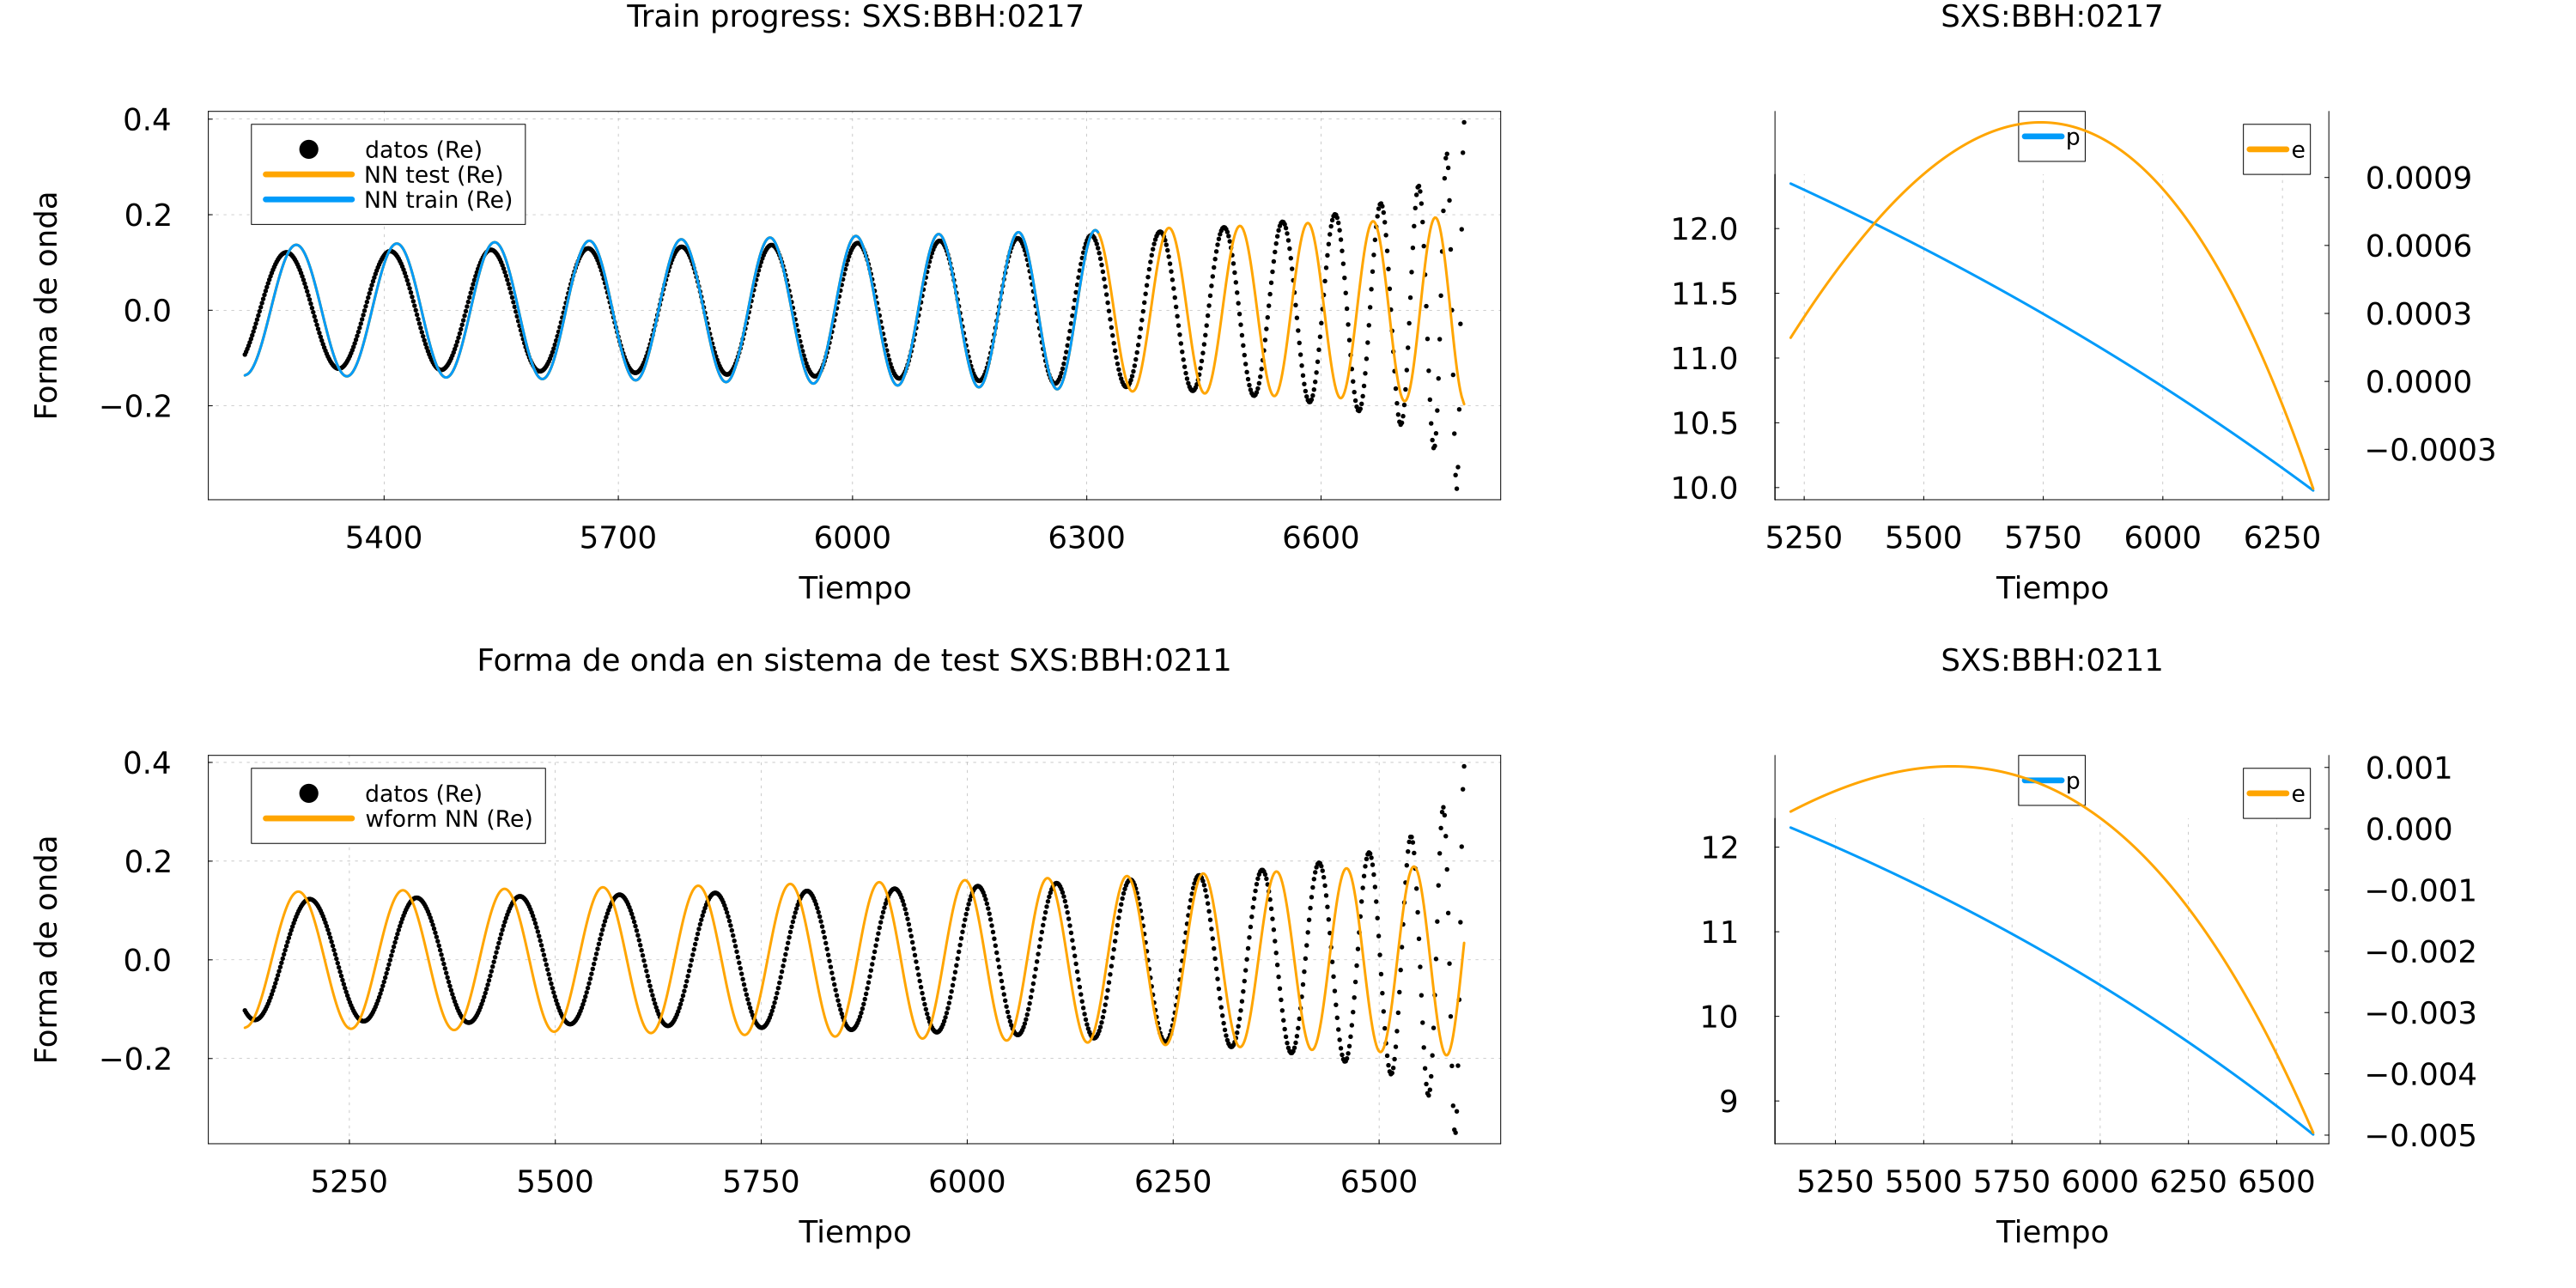 Train progress: SXS:BBH:0217
Forma de onda
0.4
0.2
0.0
−0.2
datos (Re)
NN test (Re)
NN train (Re)
5400 5700 6000 6300 6600
Tiempo
SXS:BBH:0217
12.0
11.5
11.0
10.5
10.0
p
e
0.0009
0.0006
0.0003
0.0000
−0.0003
5250 5500 5750 6000 6250
Tiempo
Forma de onda en sistema de test SXS:BBH:0211
Forma de onda
0.4
0.2
0.0
−0.2
datos (Re)
wform NN (Re)
5250 5500 5750 6000 6250 6500
Tiempo
SXS:BBH:0211
12
11
10
9
p
e
0.001
0.000
−0.001
−0.002
−0.003
−0.004
−0.005
5250 5500 5750 6000 6250 6500
Tiempo